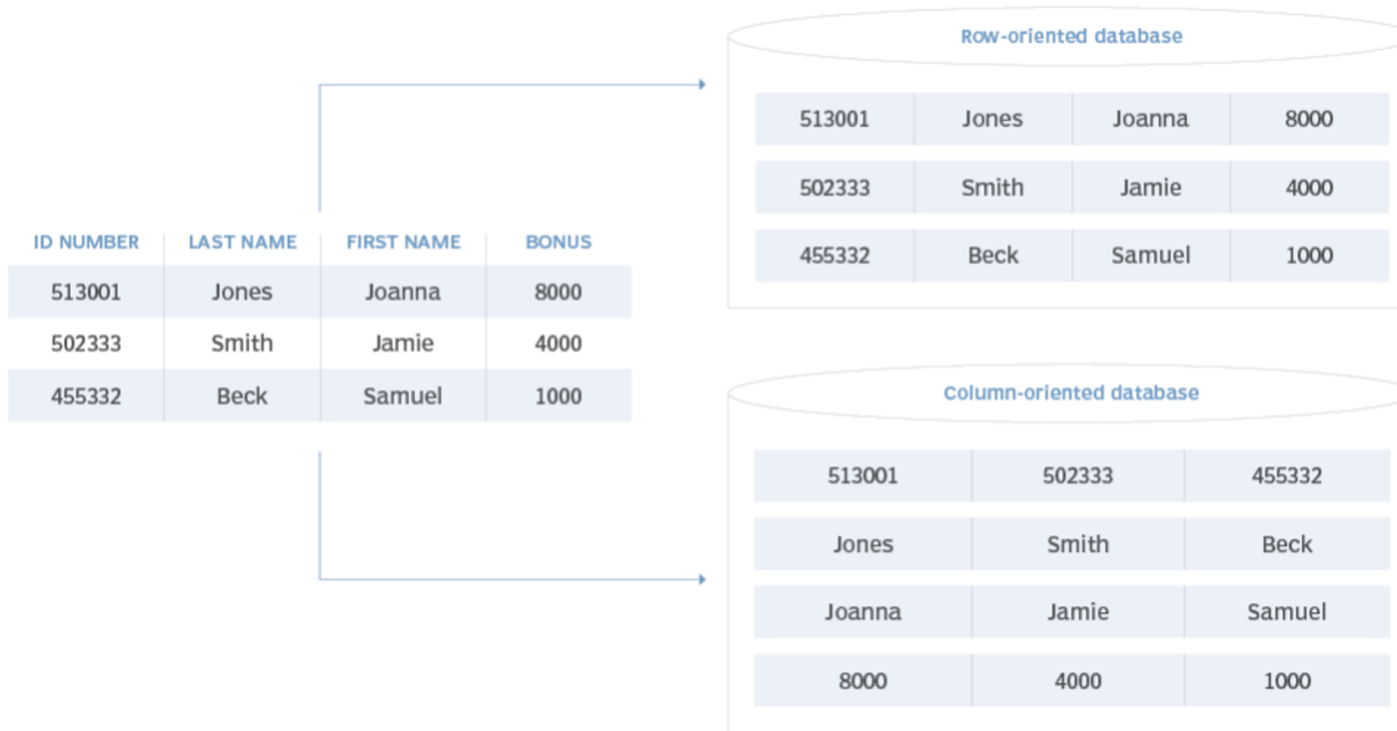 ID NUMBER LAST NAME FIRST NAME BONUS
513001 Jones Joanna 8000
502333 Smith Jamie 4000
455332 Beck Samuel 1000
Row-oriented database
513001 Jones Joanna 8000
502333 Smith Jamie 4000
455332 Beck Samuel 1000
Column-oriented database
513001 502333 455332
Jones Smith Beck
Joanna Jamie Samuel
8000 4000 1000